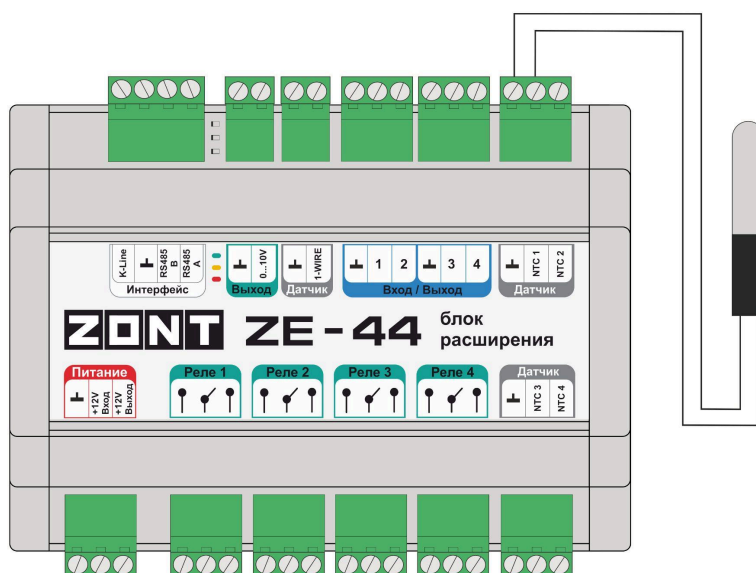 K-Line
RS485 B
RS485 A
Интерфейс
0...10V
Выход
1-WIRE
Датчик
1 2 3 4
Вход / Выход
NTC 1
NTC 2
Датчик
ZONT ZE-44 блок
расширения
Питание
+12V Вход
+12V Выход
Реле 1
Реле 2
Реле 3
Реле 4
Датчик
NTC 3
NTC 4